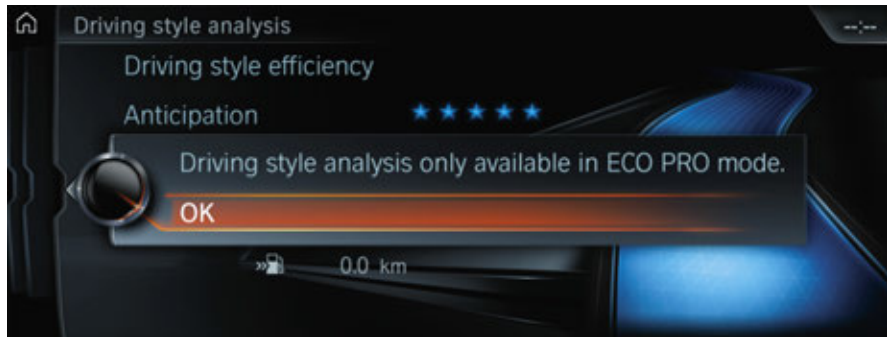 Driving style analysis
--:--
Driving style efficiency
Anticipation
Driving style analysis only available in ECO PRO mode.
OK
0.0 km